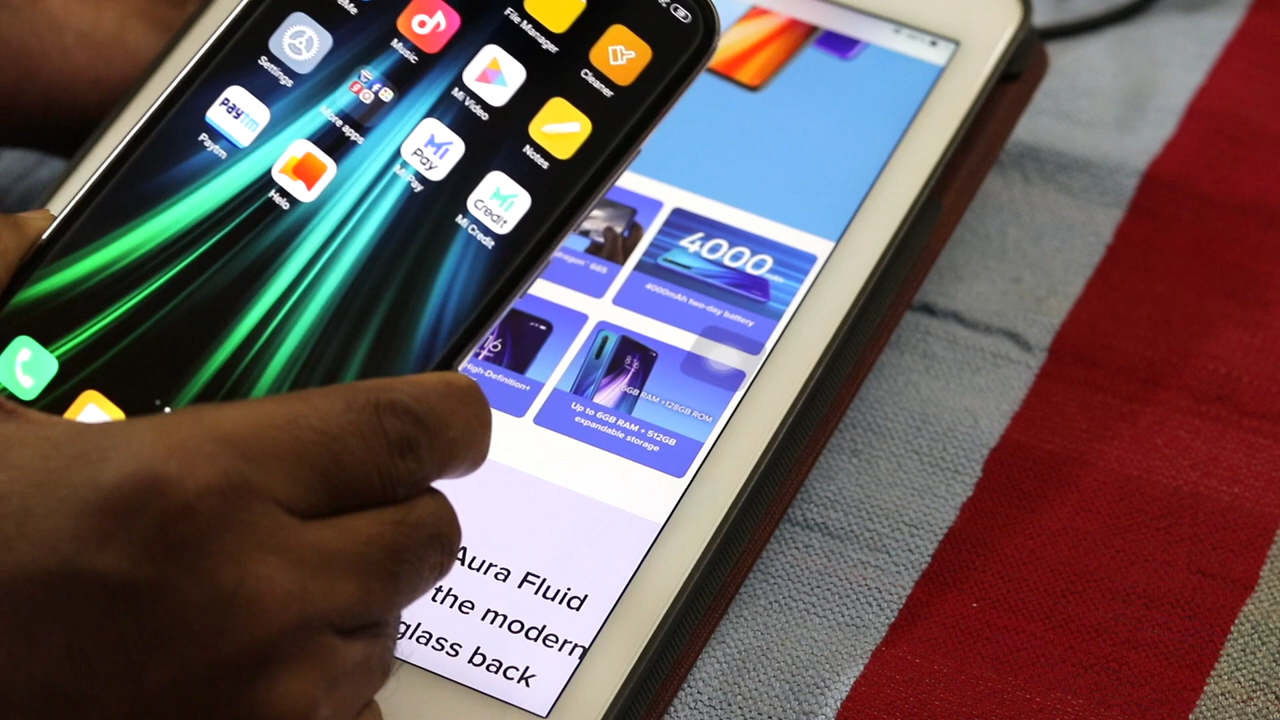 Me
Music
File Manager
Settings
More apps
Mi Video
Cleaner
Paytm
Paytm
Helo
Mi
Pay
Mi Pay
Notes
Mi
Credit
Mi Credit
665
4000
4000mAh two-day battery
High-Definition+
6GB RAM +128GB ROM
Up to 6GB RAM + 512GB
expandable storage
Aura Fluid
the modern
glass back